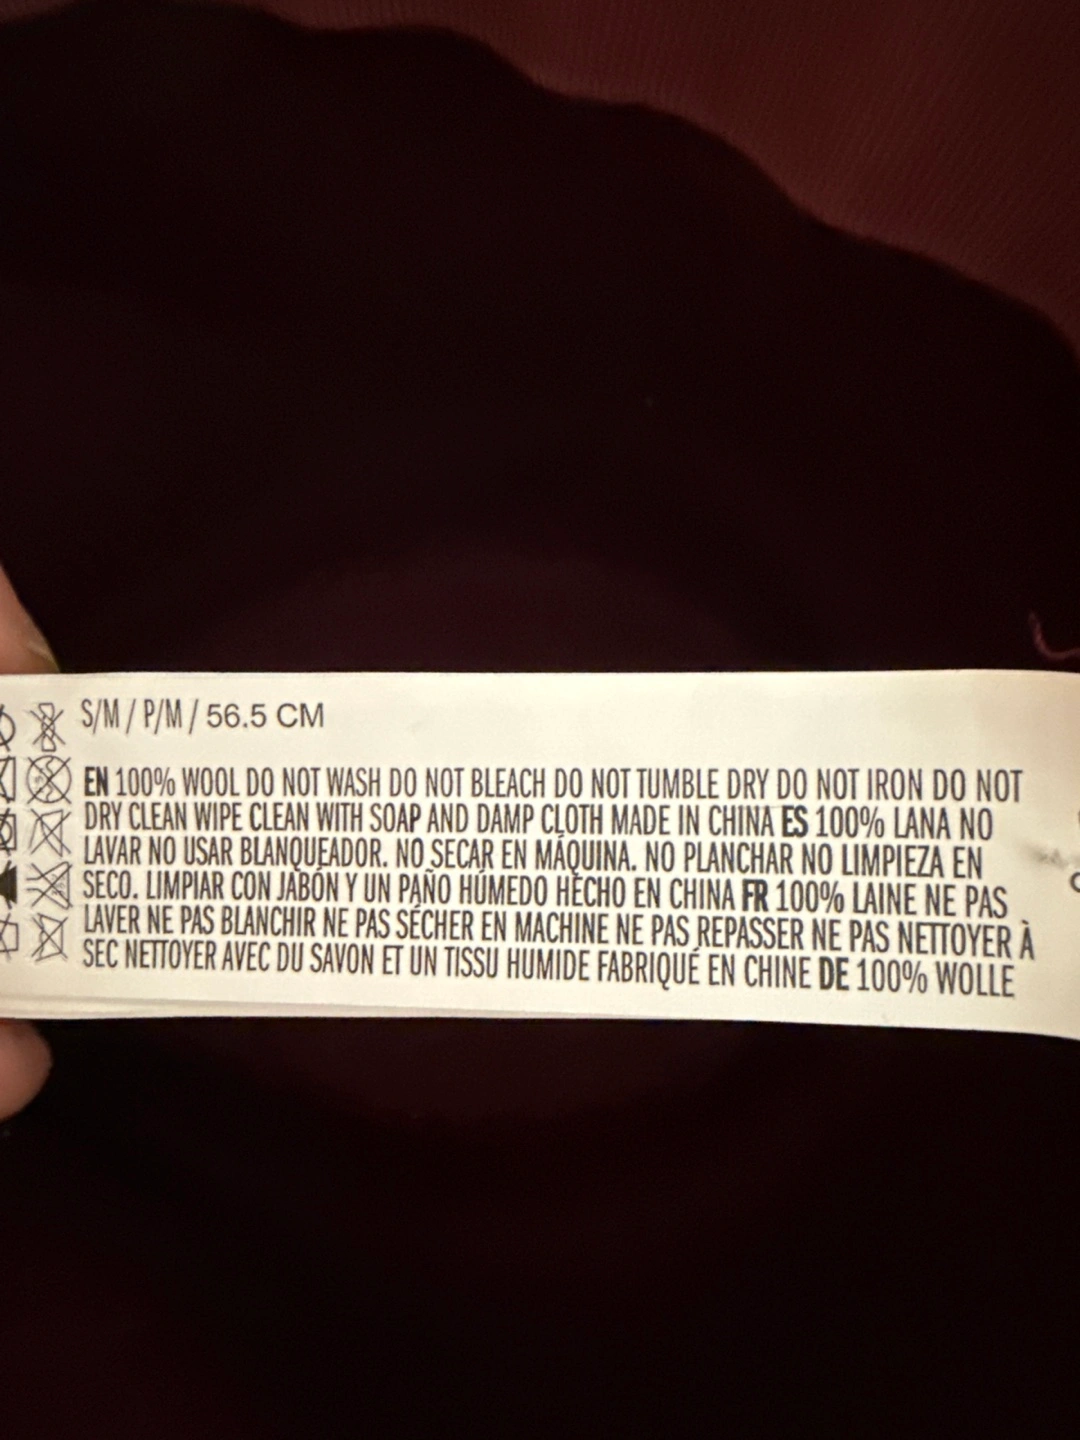 S/M / P/M / 56.5 CM
EN 100% WOOL DO NOT WASH DO NOT BLEACH DO NOT TUMBLE DRY DO NOT IRON DO NOT
DRY CLEAN WIPE CLEAN WITH SOAP AND DAMP CLOTH MADE IN CHINA ES 100% LANA NO
LAVAR NO USAR BLANQUEADOR. NO SECAR EN MÁQUINA. NO PLANCHAR NO LIMPIEZA EN
SECO. LIMPIAR CON JABÓN Y UN PAÑO HÚMEDO HECHO EN CHINA FR 100% LAINE NE PAS
LAVER NE PAS BLANCHIR NE PAS SÉCHER EN MACHINE NE PAS REPASSER NE PAS NETTOYER À
SEC NETTOYER AVEC DU SAVON ET UN TISSU HUMIDE FABRIQUÉ EN CHINE DE 100% WOLLE